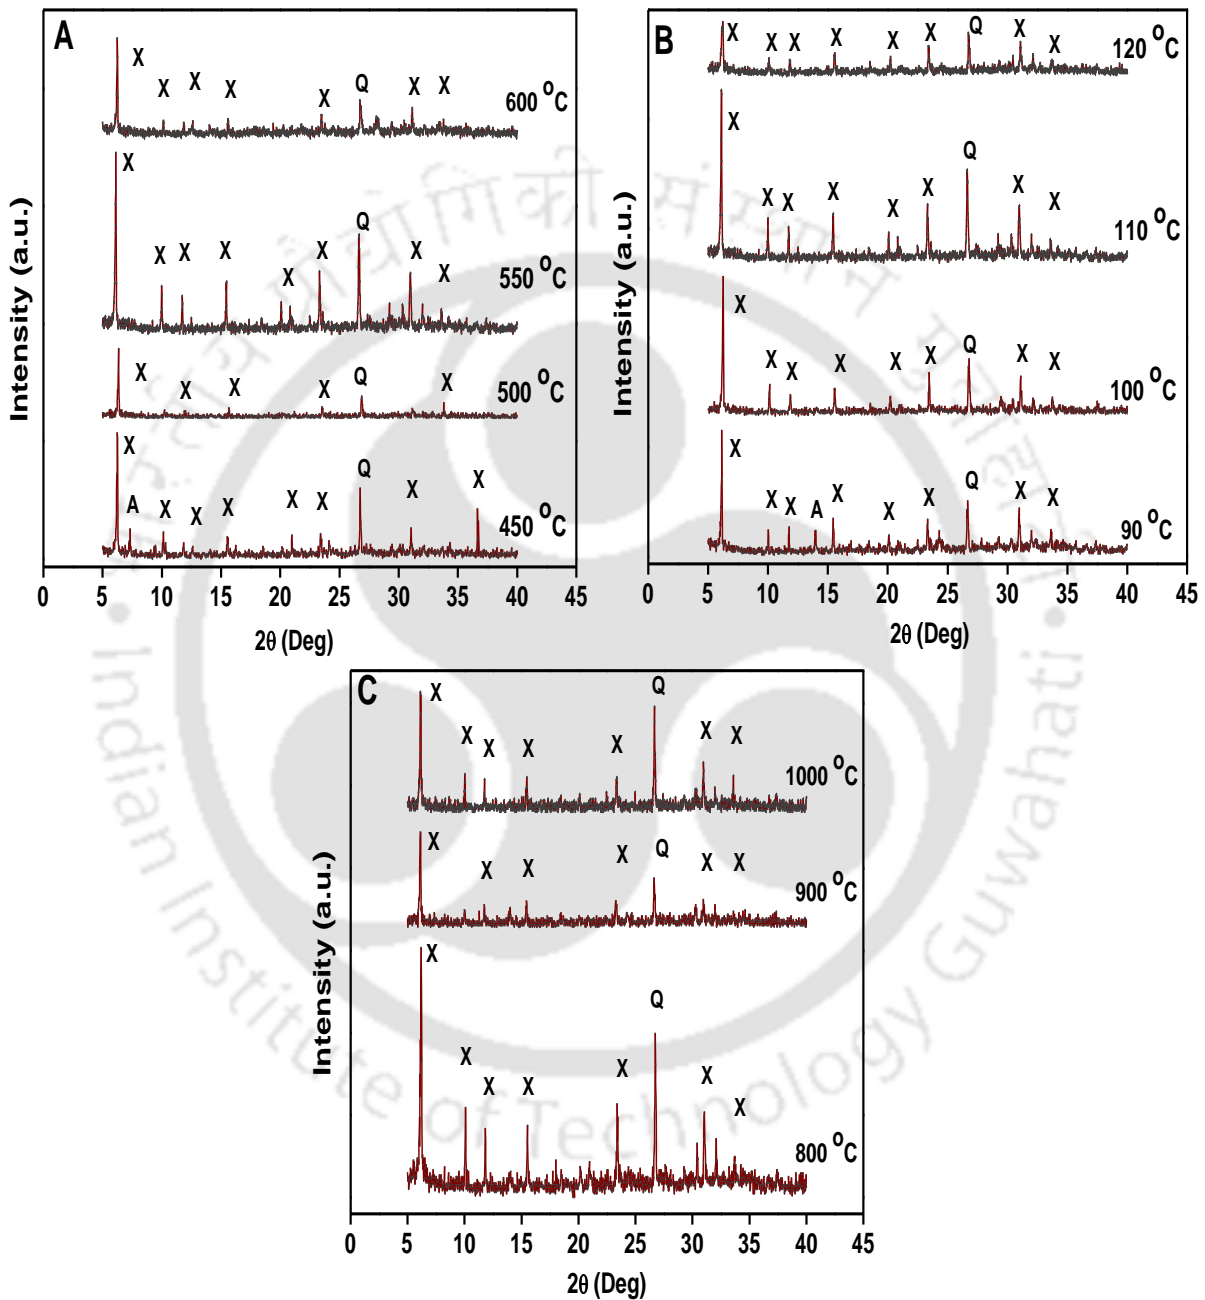 A
X X X X X X Q X X 600 °C
X X X X X X X Q X X 550 °C
X X X X Q X 500 °C
X A X X X X X Q X X 450 °C
Intensity (a.u.)
0 5 10 15 20 25 30 35 40 45
2θ (Deg)
B
X X X X X X Q X X 120 °C
X X X X X X Q X X 110 °C
X X X X X X Q X X 100 °C
X X X A X X X Q X X 90 °C
Intensity (a.u.)
0 5 10 15 20 25 30 35 40 45
2θ (Deg)
C
X X X X X Q X X 1000 °C
X X X X Q X X 900 °C
X X X X X Q X X 800 °C
Intensity (a.u.)
0 5 10 15 20 25 30 35 40 45
2θ (Deg)
Indian Institute of Technology Guwahati